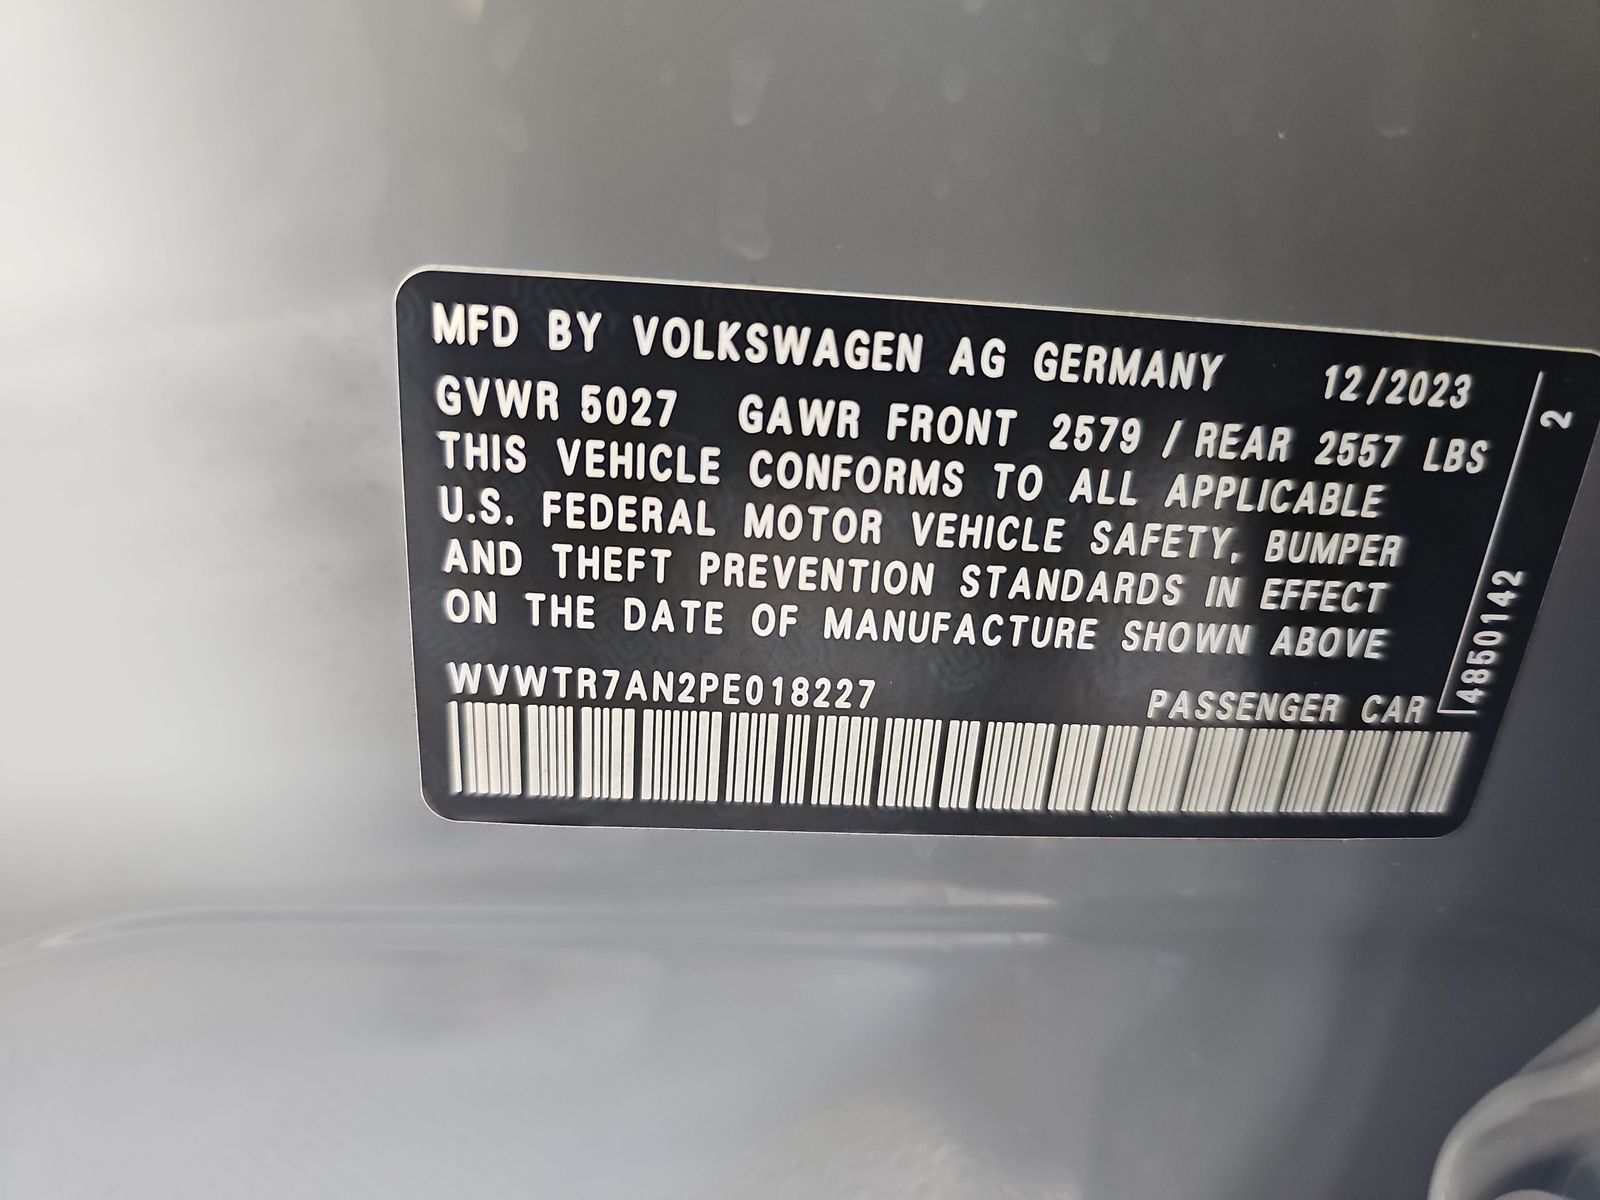 MFD BY VOLKSWAGEN AG GERMANY 12/2023
GVWR 5027 GAWR FRONT 2579 / REAR 2557 LBS
THIS VEHICLE CONFORMS TO ALL APPLICABLE
U.S. FEDERAL MOTOR VEHICLE SAFETY, BUMPER
AND THEFT PREVENTION STANDARDS IN EFFECT
ON THE DATE OF MANUFACTURE SHOWN ABOVE
WVWTR7AN2PE018227 PASSENGER CAR
4850142 2